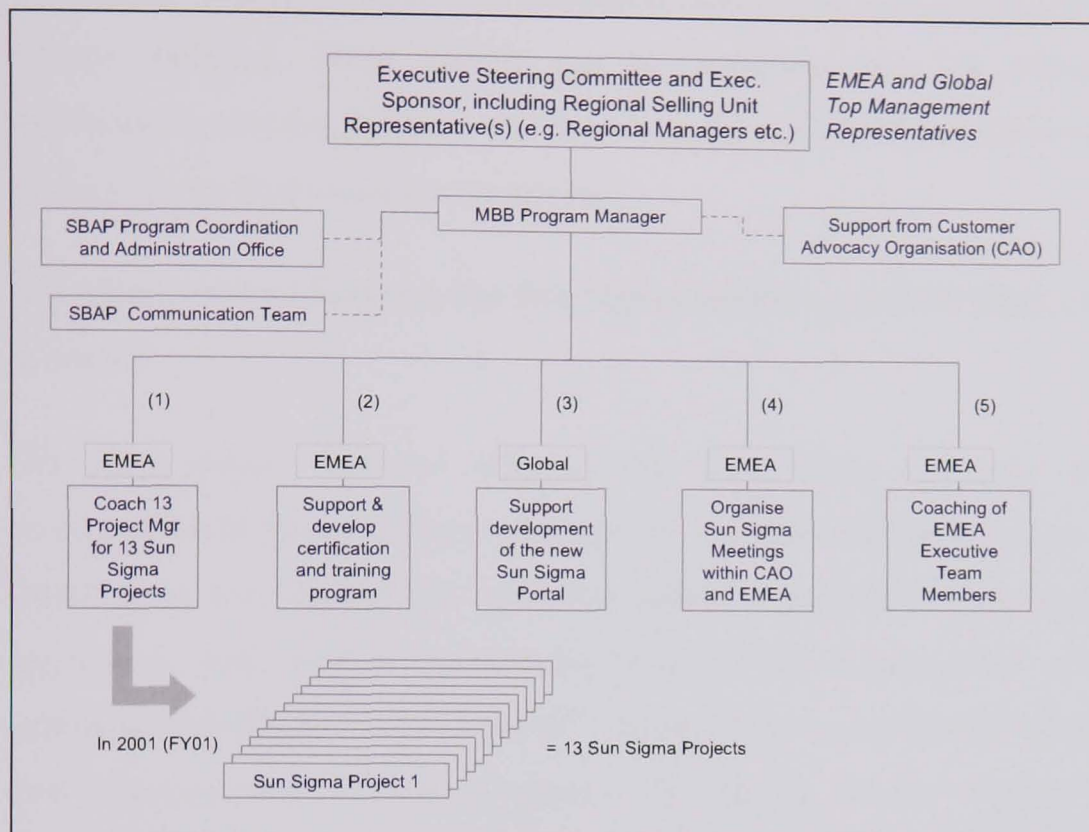 Executive Steering Committee and Exec.
Sponsor, including Regional Selling Unit
Representative(s) (e.g. Regional Managers etc.)
EMEA and Global
Top Management
Representatives
MBB Program Manager
SBAP Program Coordination
and Administration Office
Support from Customer
Advocacy Organisation (CAO)
SBAP Communication Team
(1)
(2)
(3)
(4)
(5)
EMEA
EMEA
Global
EMEA
EMEA
Coach 13
Project Mgr
for 13 Sun
Sigma
Projects
Support &
develop
certification
and training
program
Support
development
of the new
Sun Sigma
Portal
Organise
Sun Sigma
Meetings
within CAO
and EMEA
Coaching of
EMEA
Executive
Team
Members
In 2001 (FY01)
= 13 Sun Sigma Projects
Sun Sigma Project 1